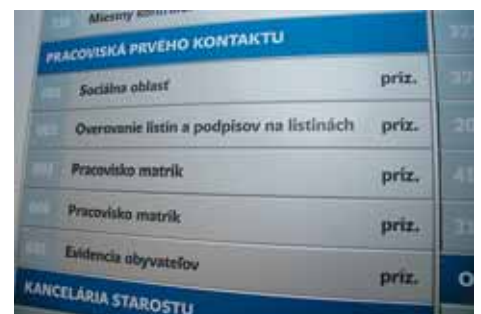 Miestny
PRACOVISKÁ PRVÉHO KONTAKTU
Sociálna oblasť príz.
Overovanie listín a podpisov na listinách príz.
Pracovisko matrík príz.
Pracovisko matrík príz.
Evidencia obyvateľov príz.
KANCELÁRIA STAROSTU